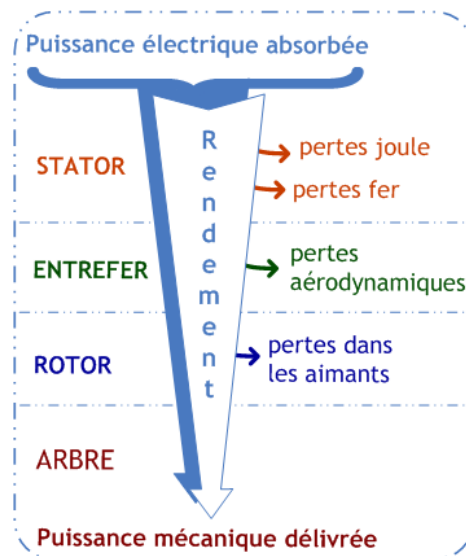 Puissance électrique absorbée
Rendement
STATOR
pertes joule
pertes fer
ENTREFER
pertes
aérodynamiques
ROTOR
pertes dans
les aimants
ARBRE
Puissance mécanique délivrée